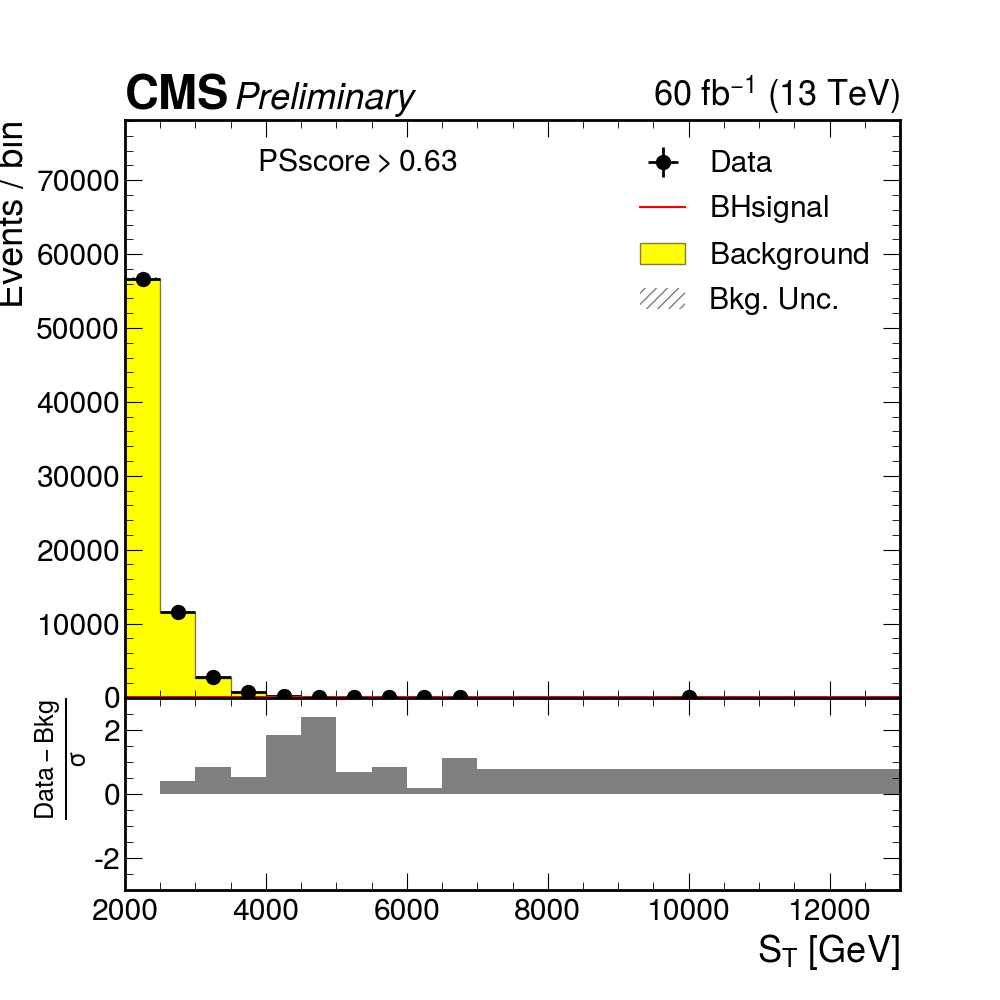 CMS Preliminary
60 fb⁻¹ (13 TeV)
Events / bin
PSscore > 0.63
Data
BHsignal
Background
Bkg. Unc.
70000
60000
50000
40000
30000
20000
10000
0
Data − Bkg
σ
2
0
-2
2000 4000 6000 8000 10000 12000
S_T [GeV]